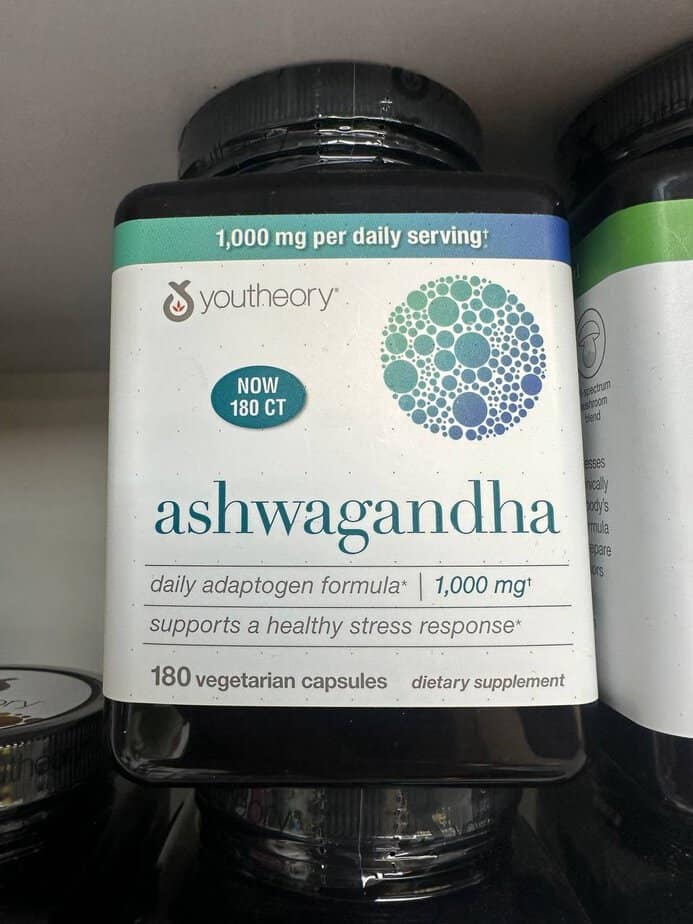 1,000 mg per daily serving†
youtheory®
NOW
180 CT
ashwagandha
daily adaptogen formula* | 1,000 mg†
supports a healthy stress response*
180 vegetarian capsules dietary supplement
blend